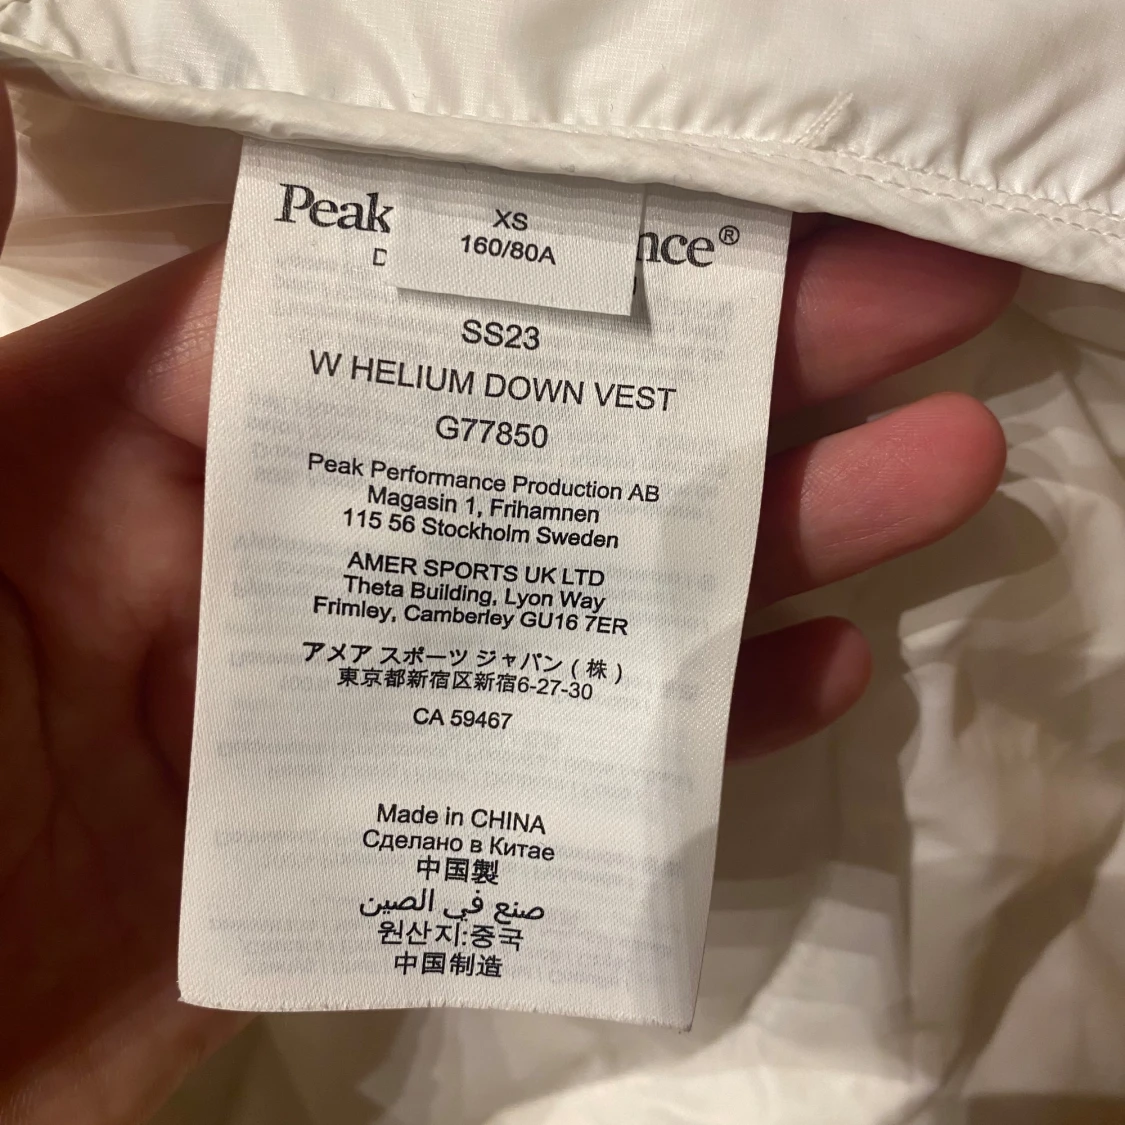 Peak nce®
XS
160/80A
D
SS23
W HELIUM DOWN VEST
G77850
Peak Performance Production AB
Magasin 1, Frihamnen
115 56 Stockholm Sweden
AMER SPORTS UK LTD
Theta Building, Lyon Way
Frimley, Camberley GU16 7ER
アメア スポーツ ジャパン ( 株 )
東京都新宿区新宿6-27-30
CA 59467
Made in CHINA
Сделано в Китае
中国製
صنع في الصين
원산지:중국
中国制造